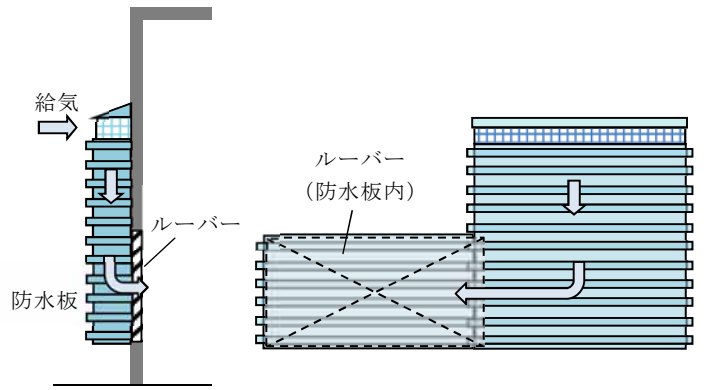 給気
ルーバー
防水板
ルーバー
（防水板内）